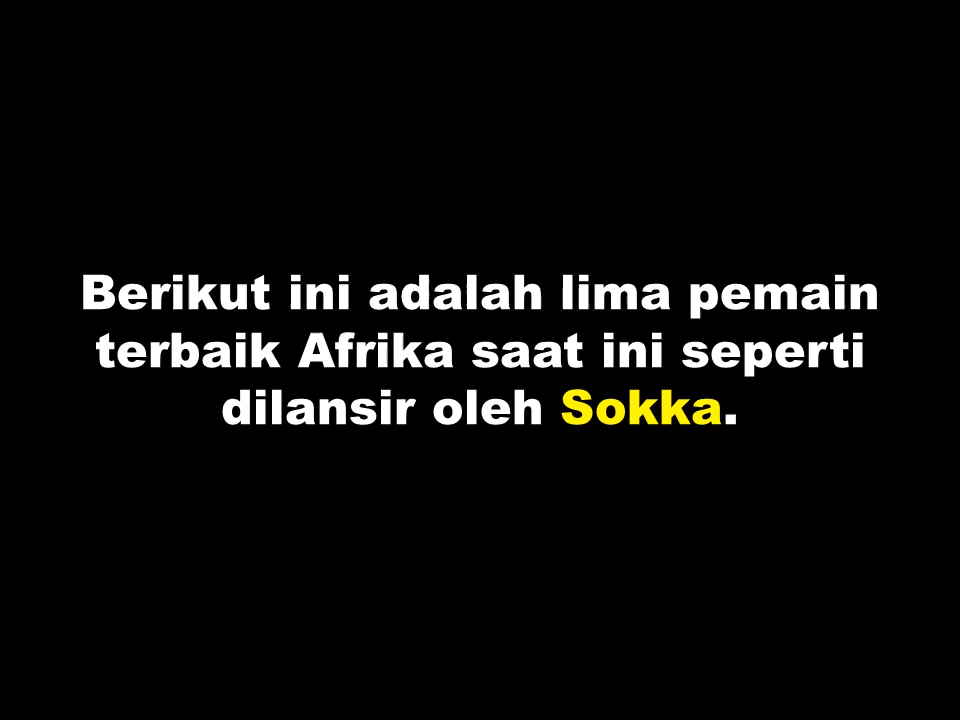 Berikut ini adalah lima pemain
terbaik Afrika saat ini seperti
dilansir oleh Sokka.